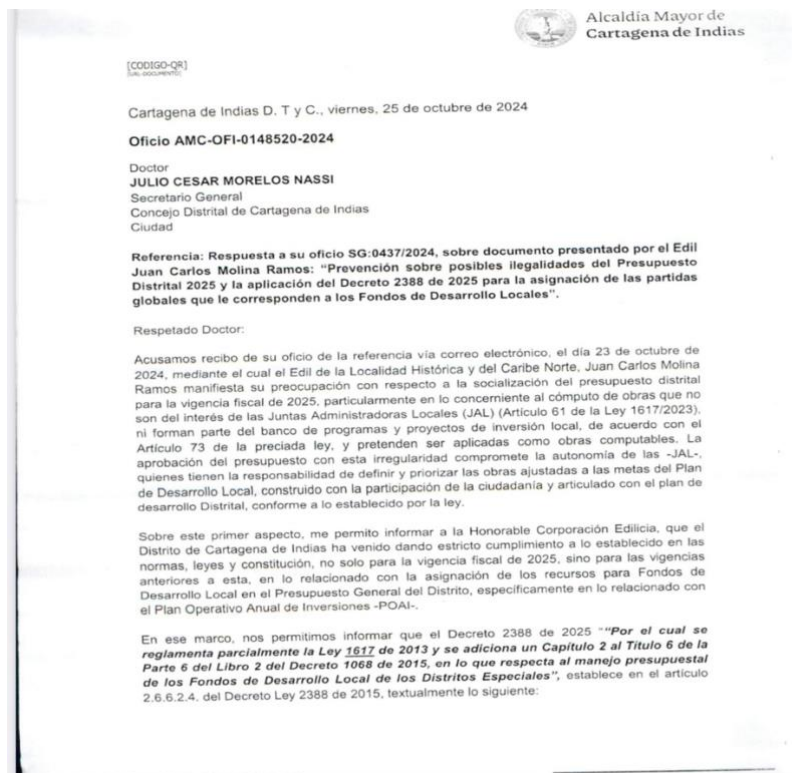 Alcaldía Mayor de
Cartagena de Indias
[CODIGO-QR]
[URL-DOCUMENTO]
Cartagena de Indias D. T y C., viernes, 25 de octubre de 2024
Oficio AMC-OFI-0148520-2024
Doctor
JULIO CESAR MORELOS NASSI
Secretario General
Concejo Distrital de Cartagena de Indias
Ciudad
Referencia: Respuesta a su oficio SG:0437/2024, sobre documento presentado por el Edil
Juan Carlos Molina Ramos: “Prevención sobre posibles ilegalidades del Presupuesto
Distrital 2025 y la aplicación del Decreto 2388 de 2025 para la asignación de las partidas
globales que le corresponden a los Fondos de Desarrollo Locales”.
Respetado Doctor:
Acusamos recibo de su oficio de la referencia vía correo electrónico, el día 23 de octubre de
2024, mediante el cual el Edil de la Localidad Histórica y del Caribe Norte, Juan Carlos Molina
Ramos manifiesta su preocupación con respecto a la socialización del presupuesto distrital
para la vigencia fiscal de 2025, particularmente en lo concerniente al cómputo de obras que no
son del interés de las Juntas Administradoras Locales (JAL) (Artículo 61 de la Ley 1617/2023),
ni forman parte del banco de programas y proyectos de inversión local, de acuerdo con el
Artículo 73 de la preciada ley, y pretenden ser aplicadas como obras computables. La
aprobación del presupuesto con esta irregularidad compromete la autonomía de las -JAL-,
quienes tienen la responsabilidad de definir y priorizar las obras ajustadas a las metas del Plan
de Desarrollo Local, construido con la participación de la ciudadanía y articulado con el plan de
desarrollo Distrital, conforme a lo establecido por la ley.
Sobre este primer aspecto, me permito informar a la Honorable Corporación Edilicia, que el
Distrito de Cartagena de Indias ha venido dando estricto cumplimiento a lo establecido en las
normas, leyes y constitución, no solo para la vigencia fiscal de 2025, sino para las vigencias
anteriores a esta, en lo relacionado con la asignación de los recursos para Fondos de
Desarrollo Local en el Presupuesto General del Distrito, específicamente en lo relacionado con
el Plan Operativo Anual de Inversiones -POAI-.
En ese marco, nos permitimos informar que el Decreto 2388 de 2025 “"Por el cual se
reglamenta parcialmente la Ley 1617 de 2013 y se adiciona un Capítulo 2 al Título 6 de la
Parte 6 del Libro 2 del Decreto 1068 de 2015, en lo que respecta al manejo presupuestal
de los Fondos de Desarrollo Local de los Distritos Especiales”, establece en el artículo
2.6.6.2.4. del Decreto Ley 2388 de 2015, textualmente lo siguiente: